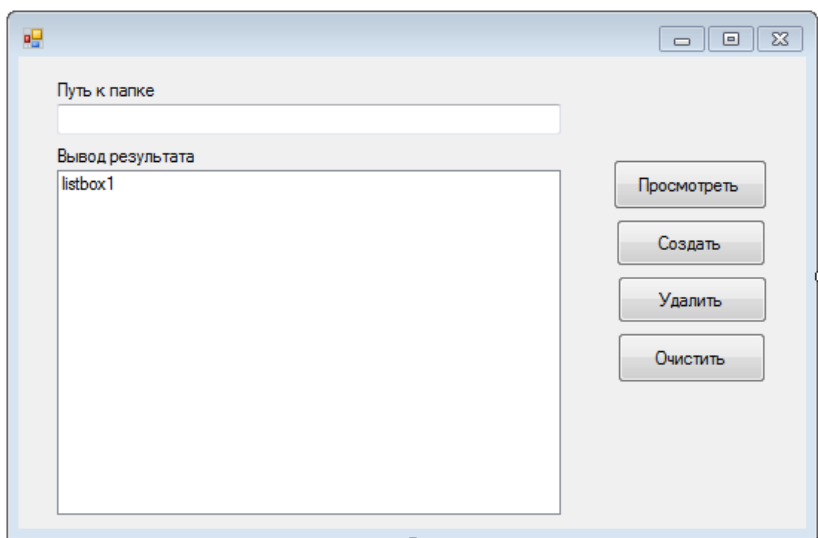 Путь к папке
Вывод результата
listbox1
Просмотреть
Создать
Удалить
Очистить